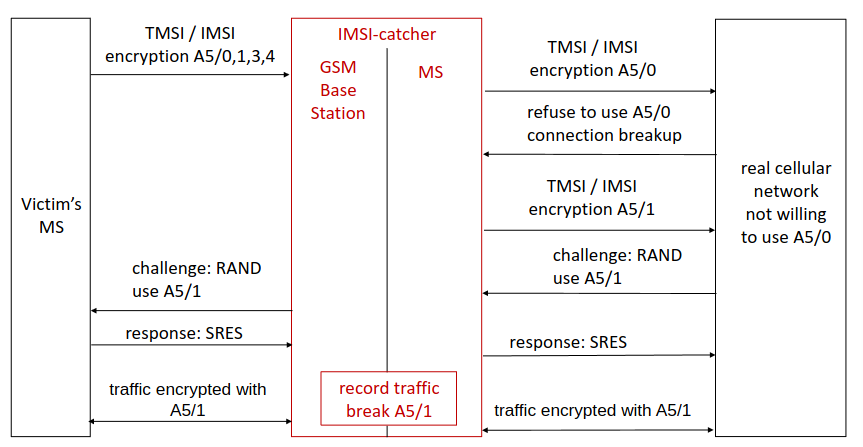 TMSI / IMSI
encryption A5/0,1,3,4
IMSI-catcher
GSM
Base
Station
MS
TMSI / IMSI
encryption A5/0
refuse to use A5/0
connection breakup
Victim's
MS
real cellular
network
not willing
to use A5/0
TMSI / IMSI
encryption A5/1
challenge: RAND
use A5/1
challenge: RAND
use A5/1
response: SRES
response: SRES
traffic encrypted with
A5/1
record traffic
break A5/1
traffic encrypted with A5/1